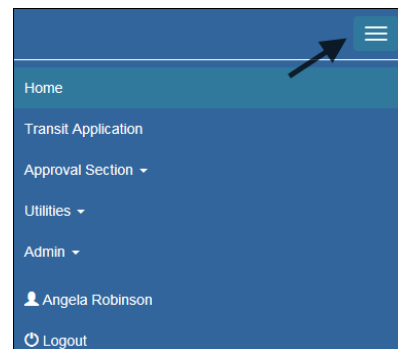 Home
Transit Application
Approval Section
Utilities
Admin
Angela Robinson
Logout